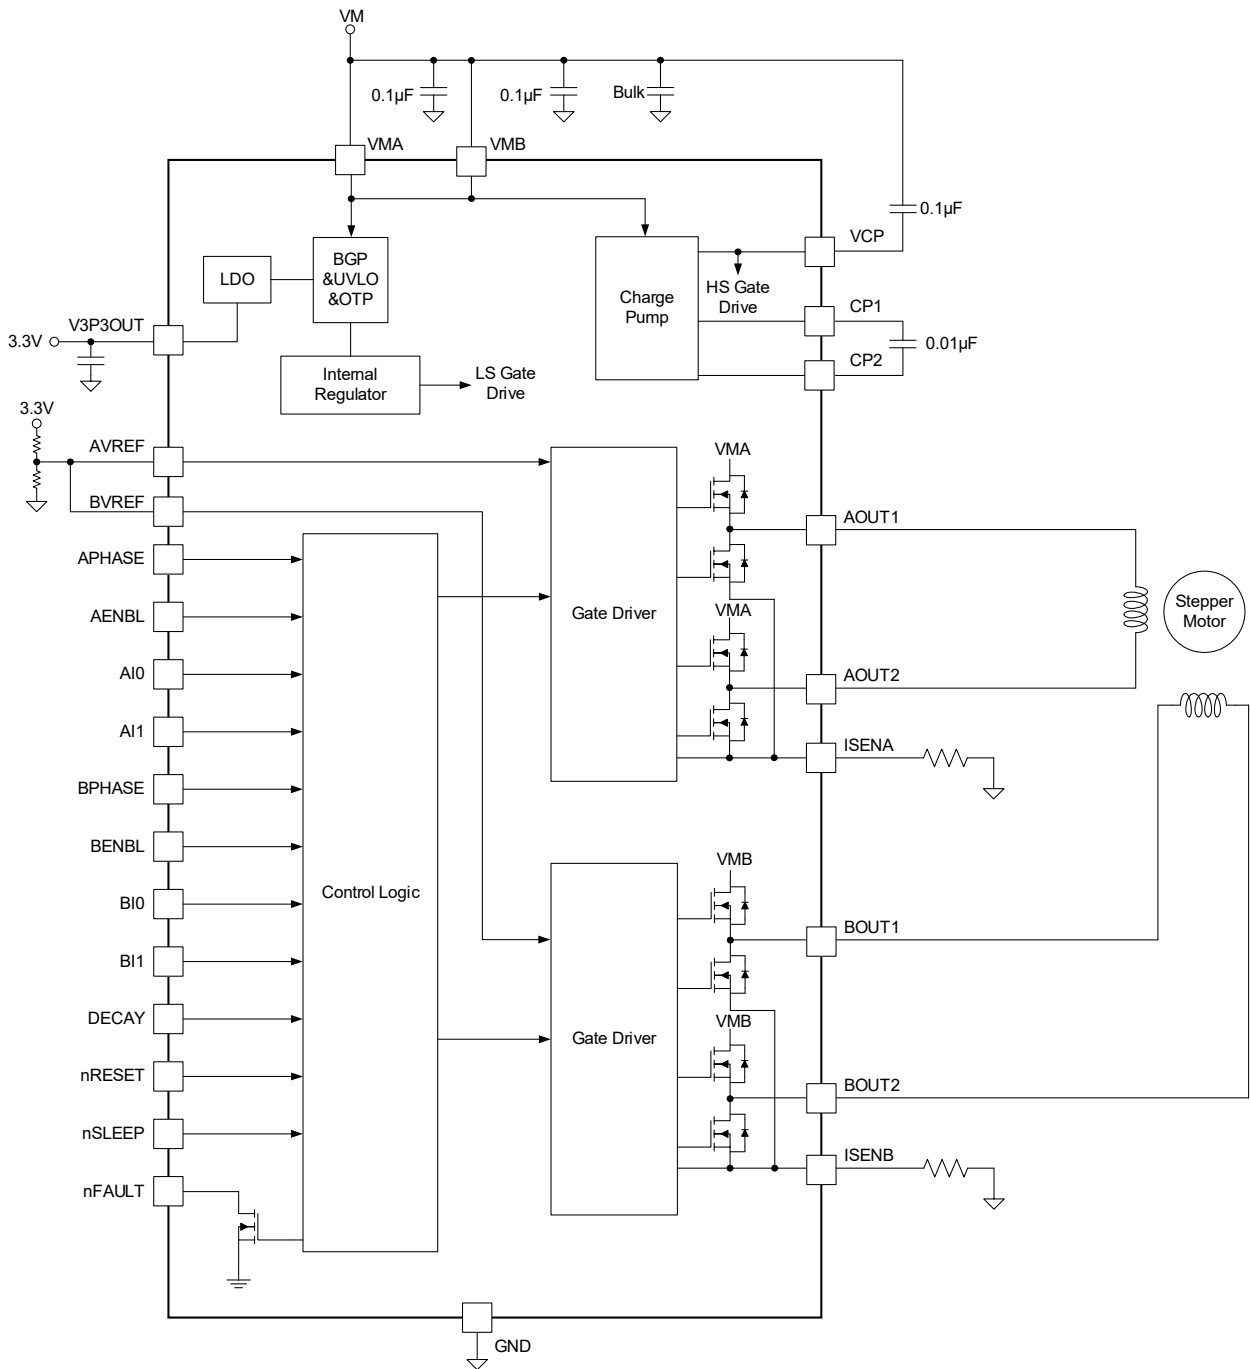 VM
0.1µF
0.1µF
Bulk
VMA
VMB
0.1µF
VCP
BGP
&UVLO
&OTP
LDO
Charge
Pump
HS Gate
Drive
CP1
0.01µF
CP2
V3P3OUT
3.3V
Internal
Regulator
LS Gate
Drive
3.3V
AVREF
BVREF
APHASE
AENBL
AI0
AI1
BPHASE
BENBL
BI0
BI1
DECAY
nRESET
nSLEEP
nFAULT
Control Logic
Gate Driver
VMA
VMA
AOUT1
Stepper
Motor
AOUT2
ISENA
Gate Driver
VMB
VMB
BOUT1
BOUT2
ISENB
GND